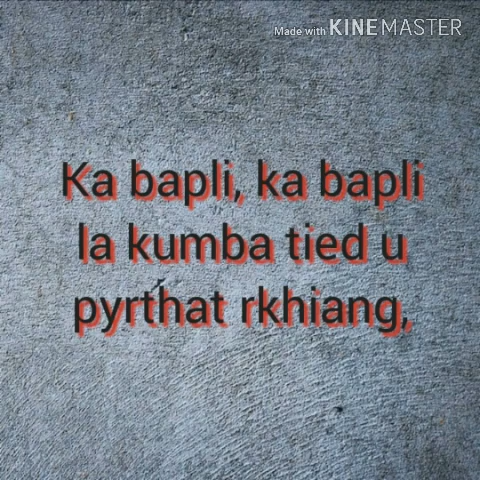 Made with KINEMASTER
Ka bapli, ka bapli
la kumba tied u
pyrthat rkhiang,